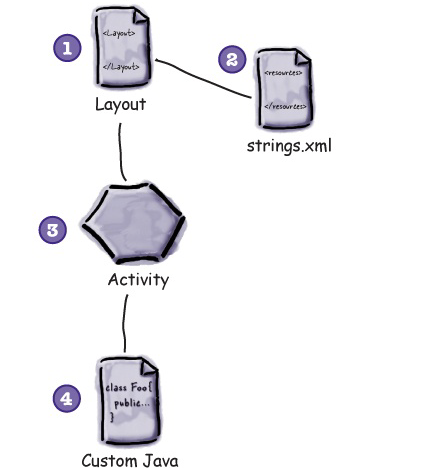 1
<Layout>
</Layout>
Layout
2
<resources>
</resources>
strings.xml
3
Activity
4
class Foo{
public...
}
Custom Java